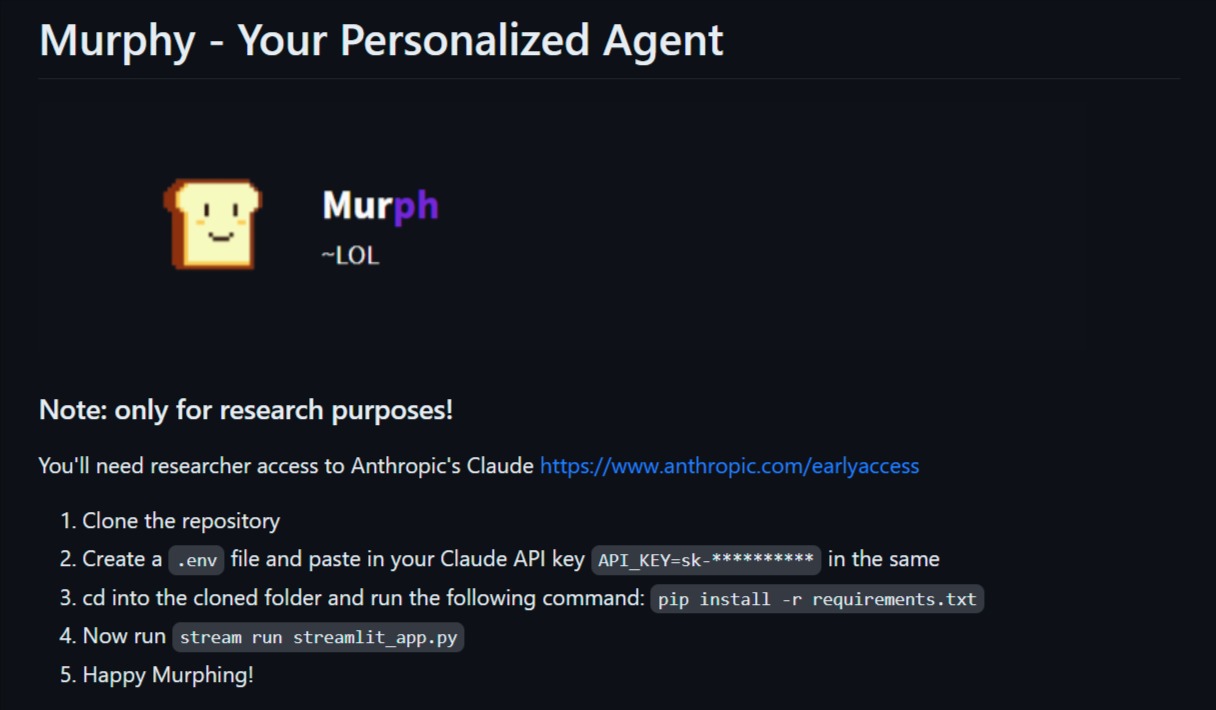 Murphy - Your Personalized Agent
Murph
~LOL
Note: only for research purposes!
You'll need researcher access to Anthropic's Claude https://www.anthropic.com/earlyaccess
1. Clone the repository
2. Create a .env file and paste in your Claude API key API_KEY=sk-********** in the same
3. cd into the cloned folder and run the following command: pip install -r requirements.txt
4. Now run stream run streamlit_app.py
5. Happy Murphing!